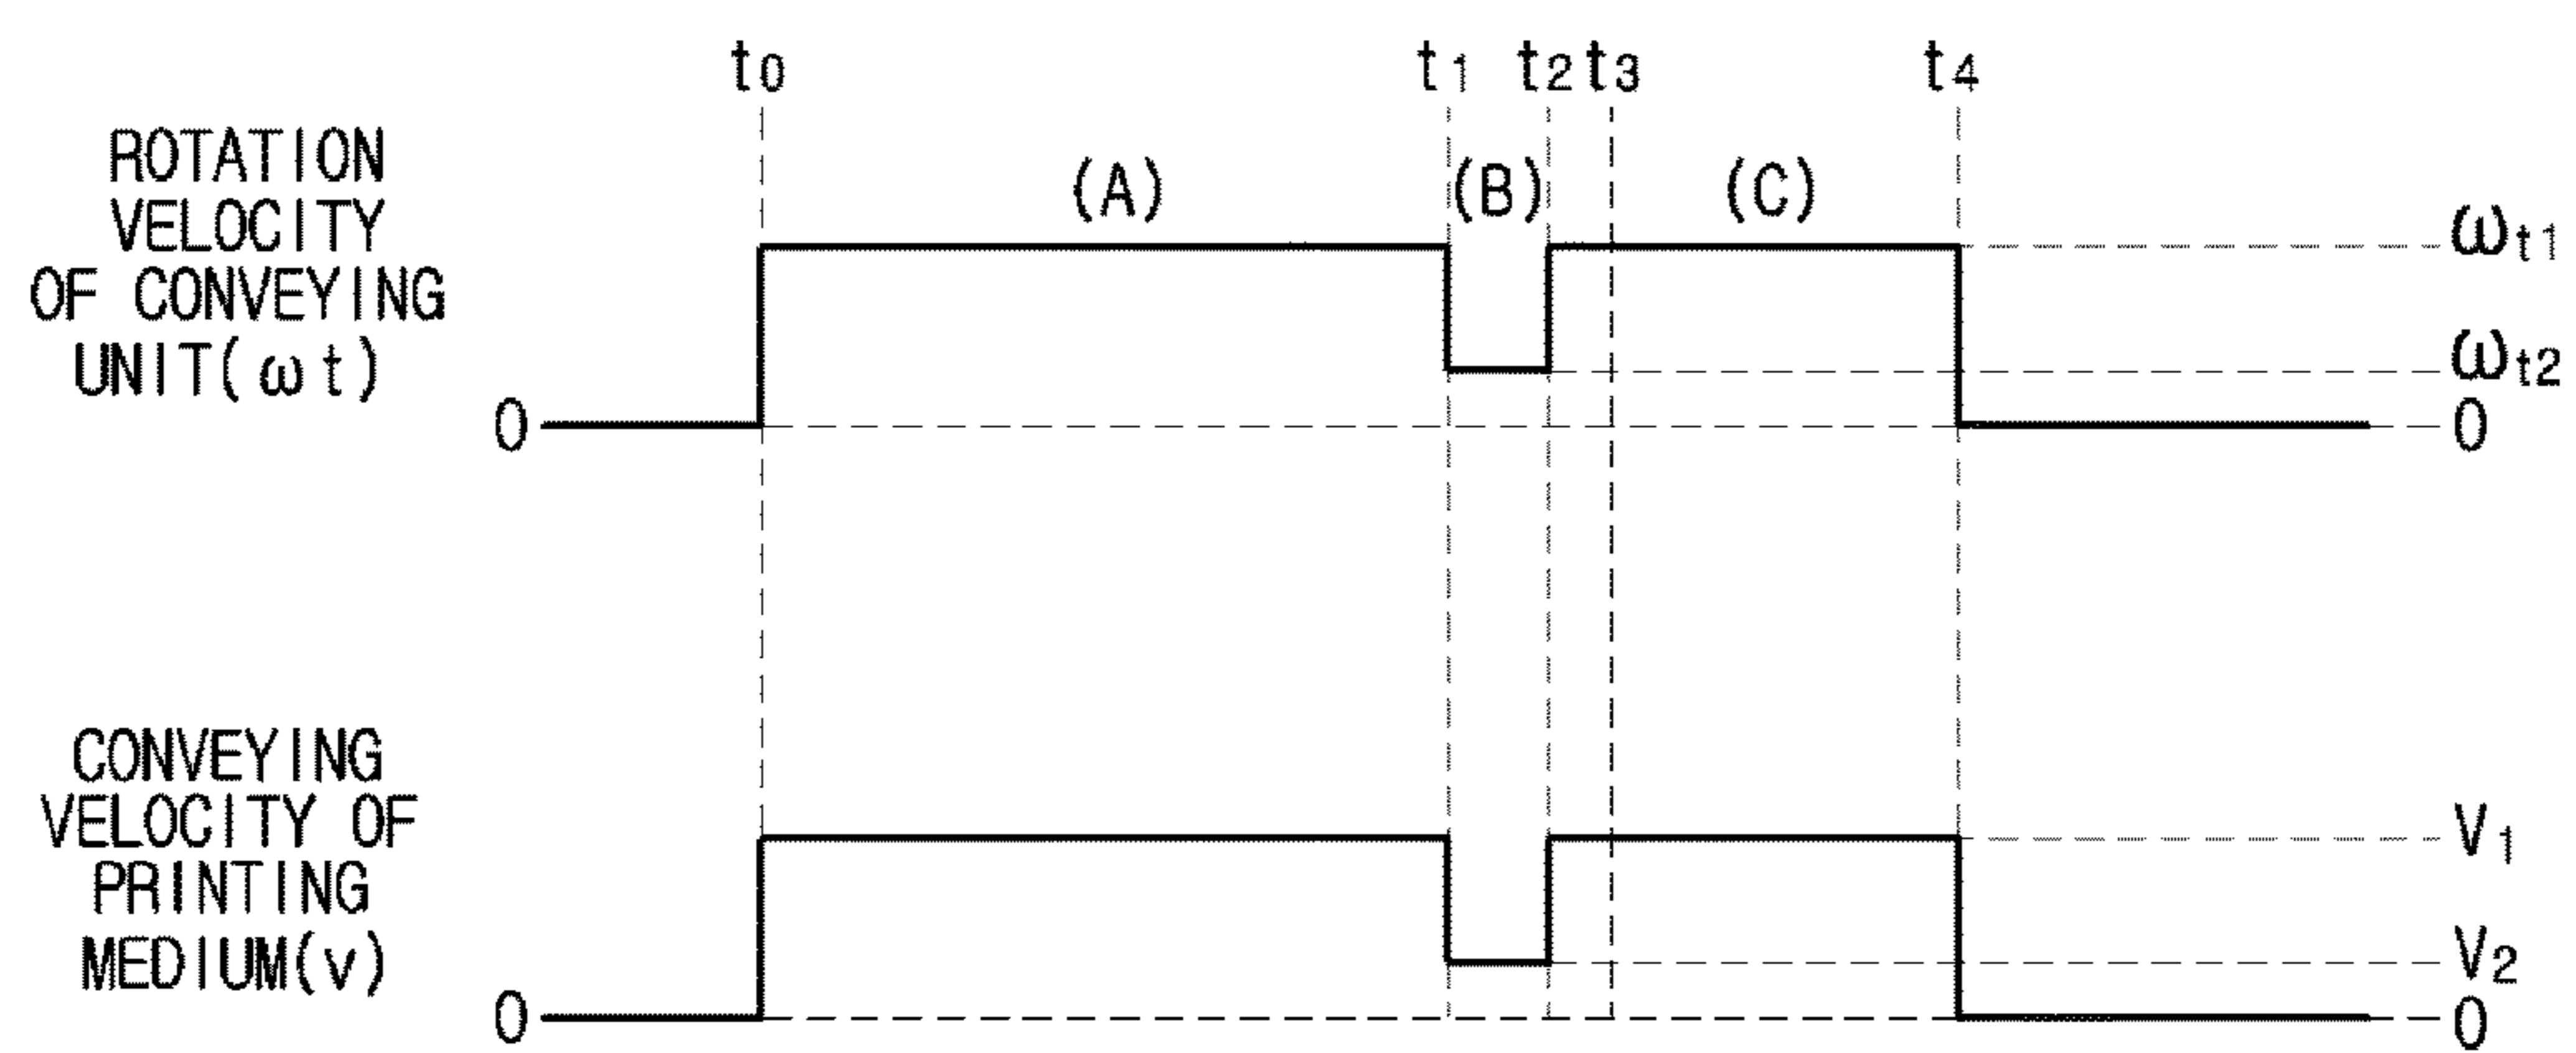 t0 t1 t2 t3 t4
ROTATION
VELOCITY
OF CONVEYING
UNIT(ωt)
(A) (B) (C)
ωt1
ωt2
0 0
CONVEYING
VELOCITY OF
PRINTING
MEDIUM(v)
V1
V2
0 0